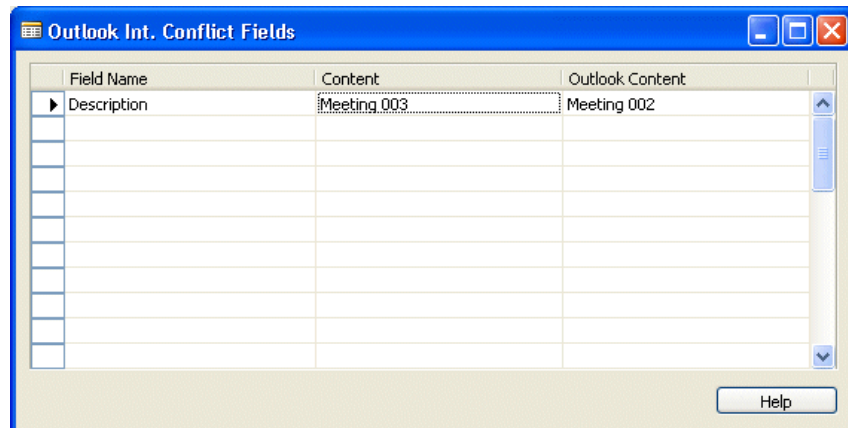 Outlook Int. Conflict Fields
Field Name Content Outlook Content
Description Meeting 003 Meeting 002
Help